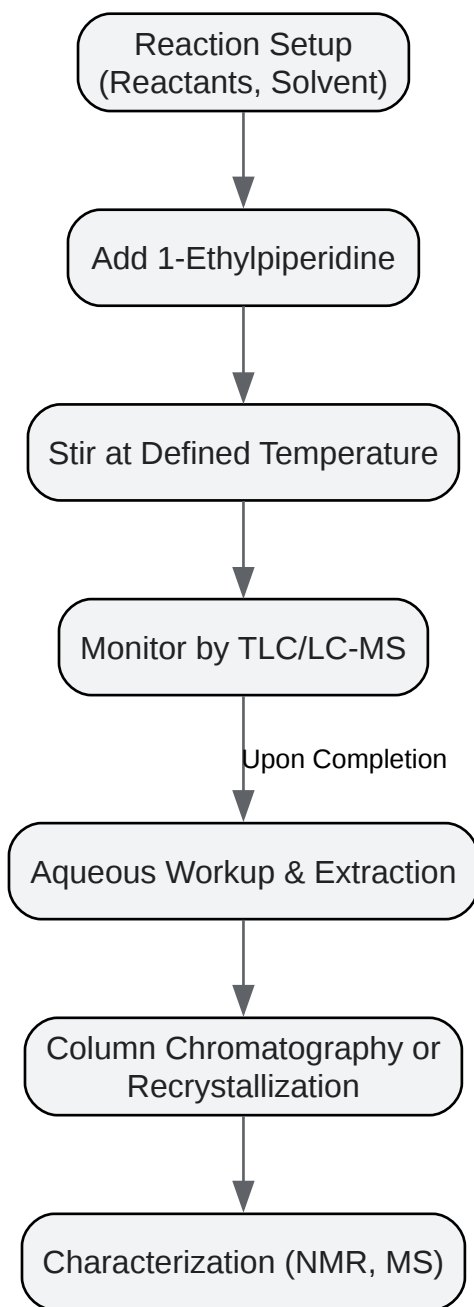 Reaction Setup
(Reactants, Solvent)
Add 1-Ethylpiperidine
Stir at Defined Temperature
Monitor by TLC/LC-MS
Upon Completion
Aqueous Workup & Extraction
Column Chromatography or
Recrystallization
Characterization (NMR, MS)